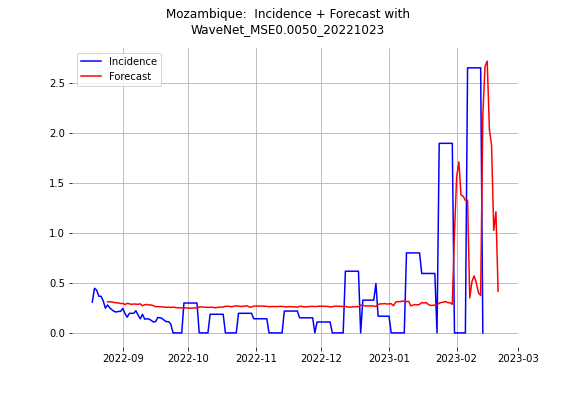 Mozambique:  Incidence + Forecast with
WaveNet_MSE0.0050_20221023
Incidence
Forecast
2.5
2.0
1.5
1.0
0.5
0.0
2022-09 2022-10 2022-11 2022-12 2023-01 2023-02 2023-03